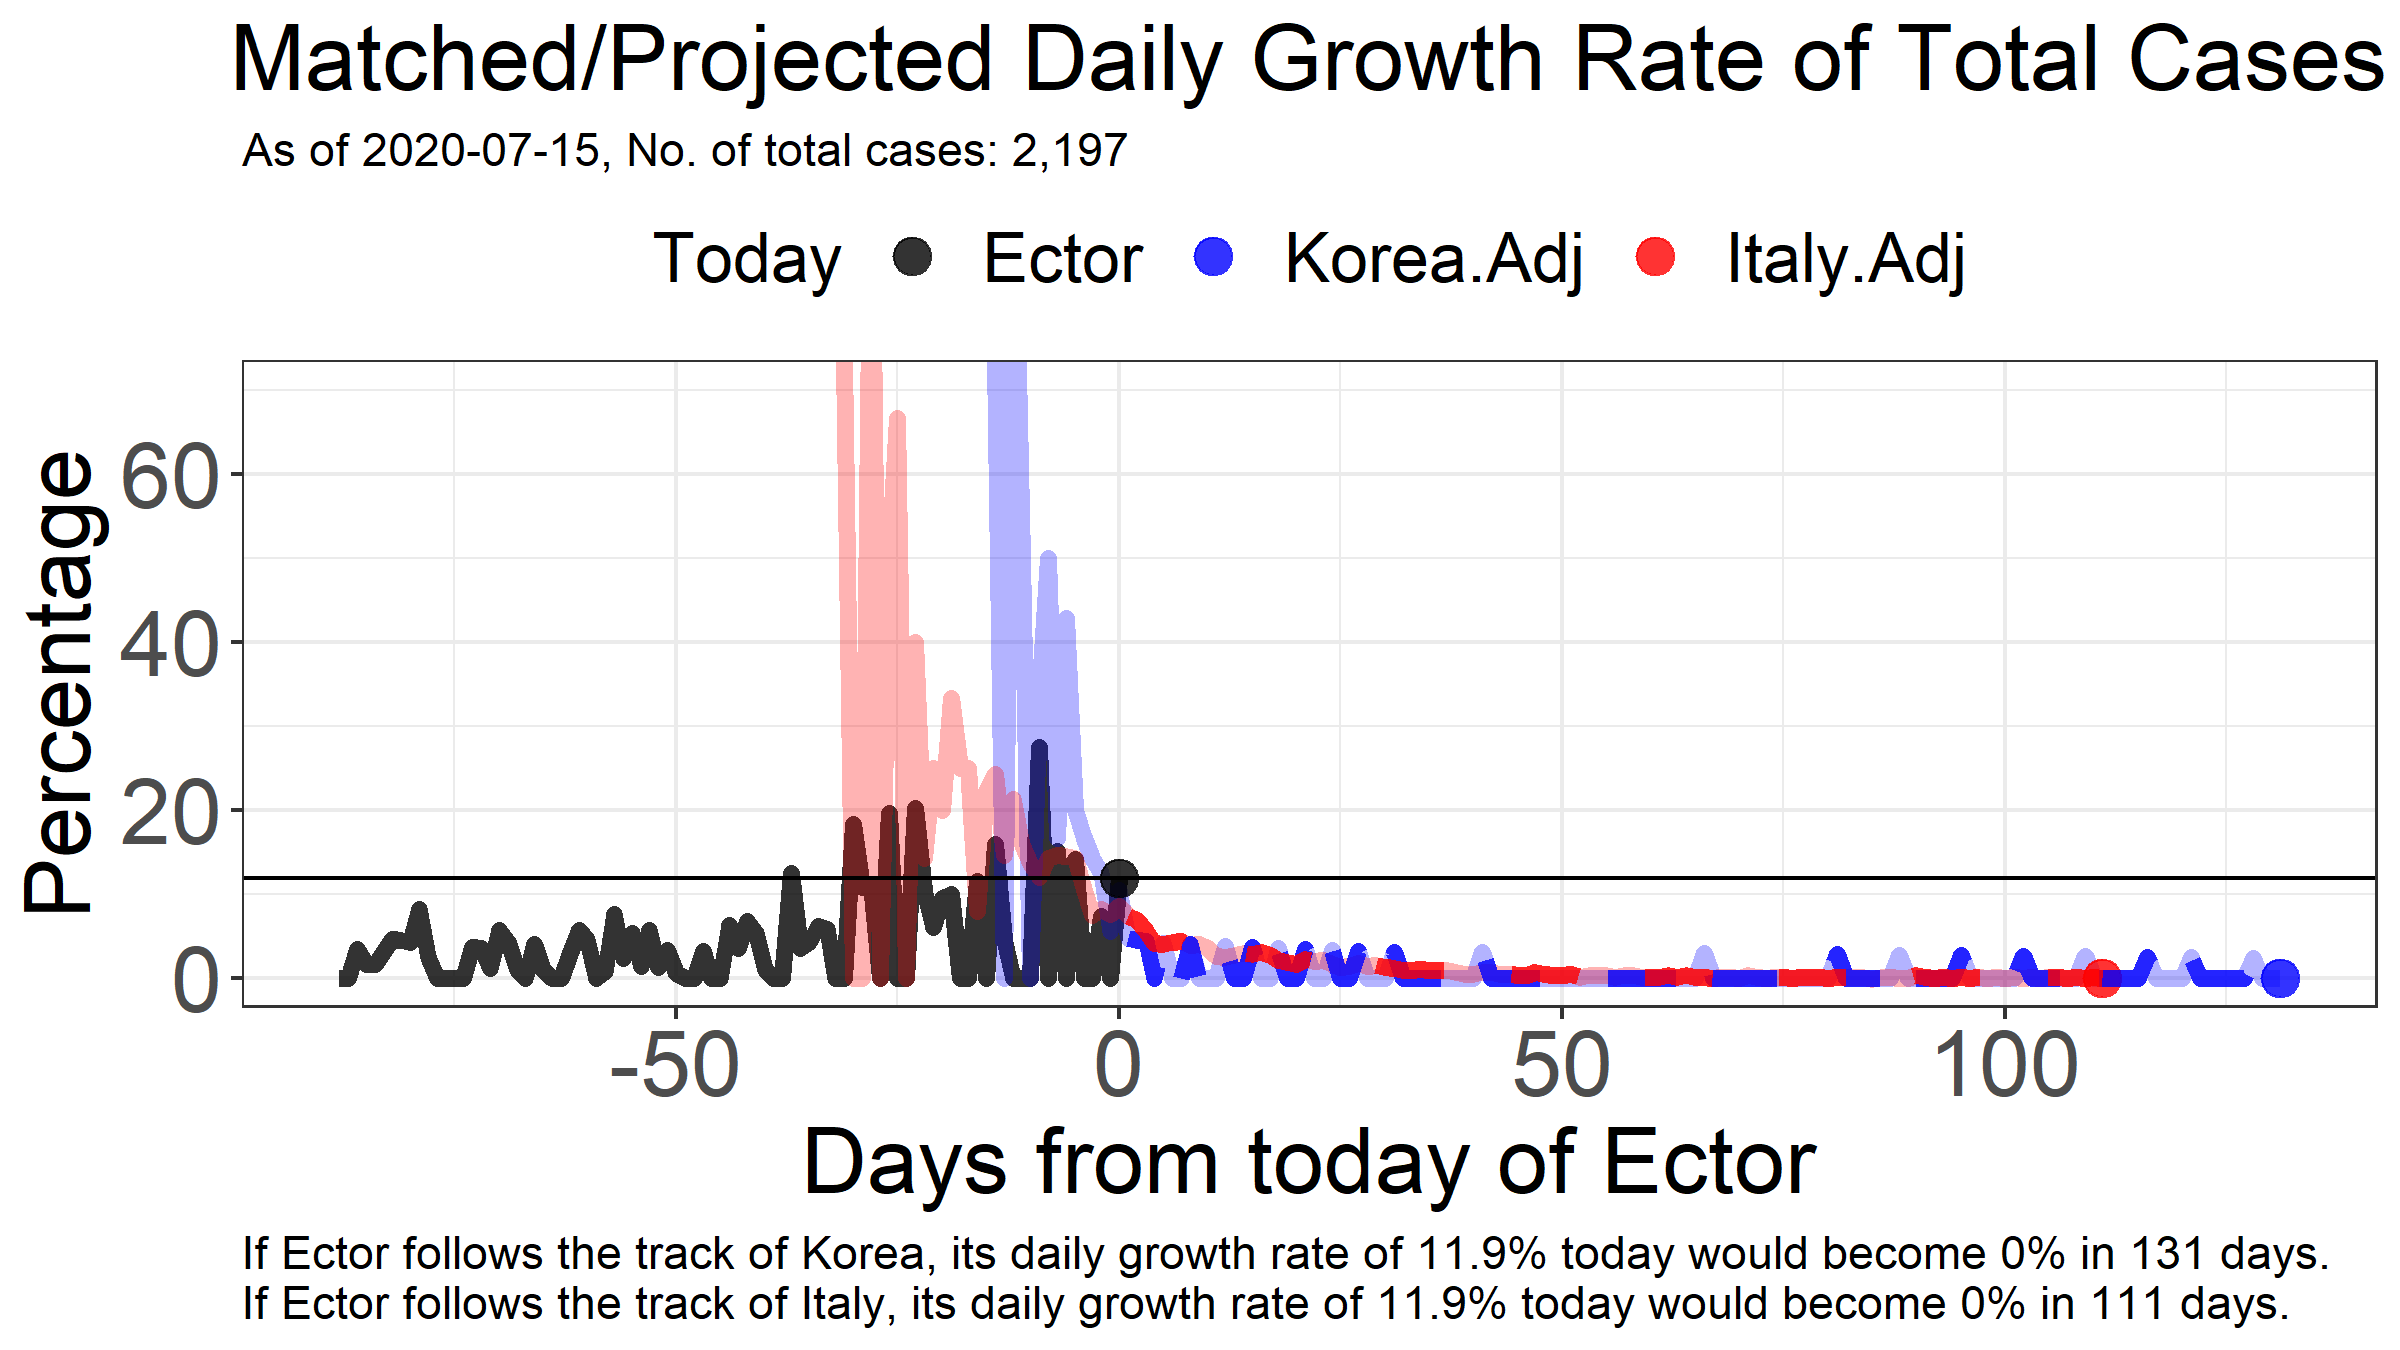 Matched/Projected Daily Growth Rate of Total Cases
As of 2020-07-15, No. of total cases: 2,197
Today Ector Korea.Adj Italy.Adj
Percentage
60
40
20
0
-50 0 50 100
Days from today of Ector
If Ector follows the track of Korea, its daily growth rate of 11.9% today would become 0% in 131 days.
If Ector follows the track of Italy, its daily growth rate of 11.9% today would become 0% in 111 days.